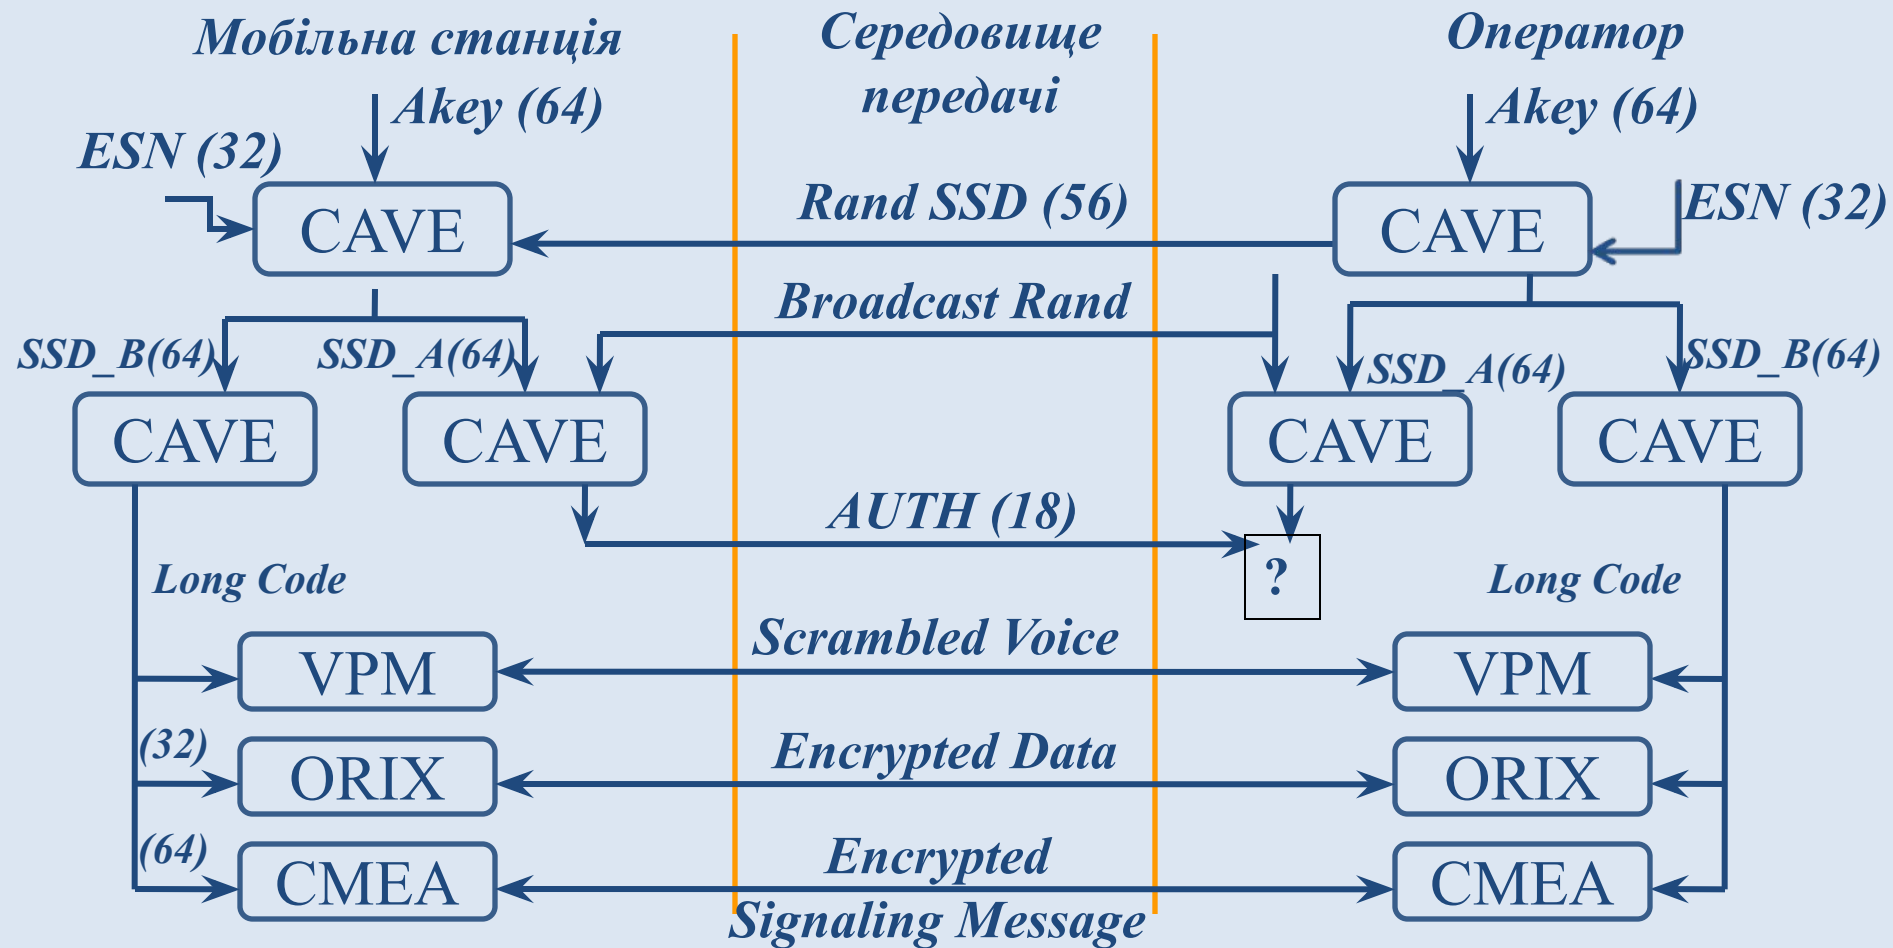 Мобільна станція
Середовище
передачі
Оператор
Akey (64)
Akey (64)
ESN (32)
ESN (32)
CAVE
Rand SSD (56)
CAVE
Broadcast Rand
SSD_B(64)
SSD_A(64)
SSD_A(64)
SSD_B(64)
CAVE
CAVE
CAVE
CAVE
AUTH (18)
?
Long Code
Long Code
VPM
Scrambled Voice
VPM
(32)
ORIX
Encrypted Data
ORIX
(64)
CMEA
Encrypted
Signaling Message
CMEA